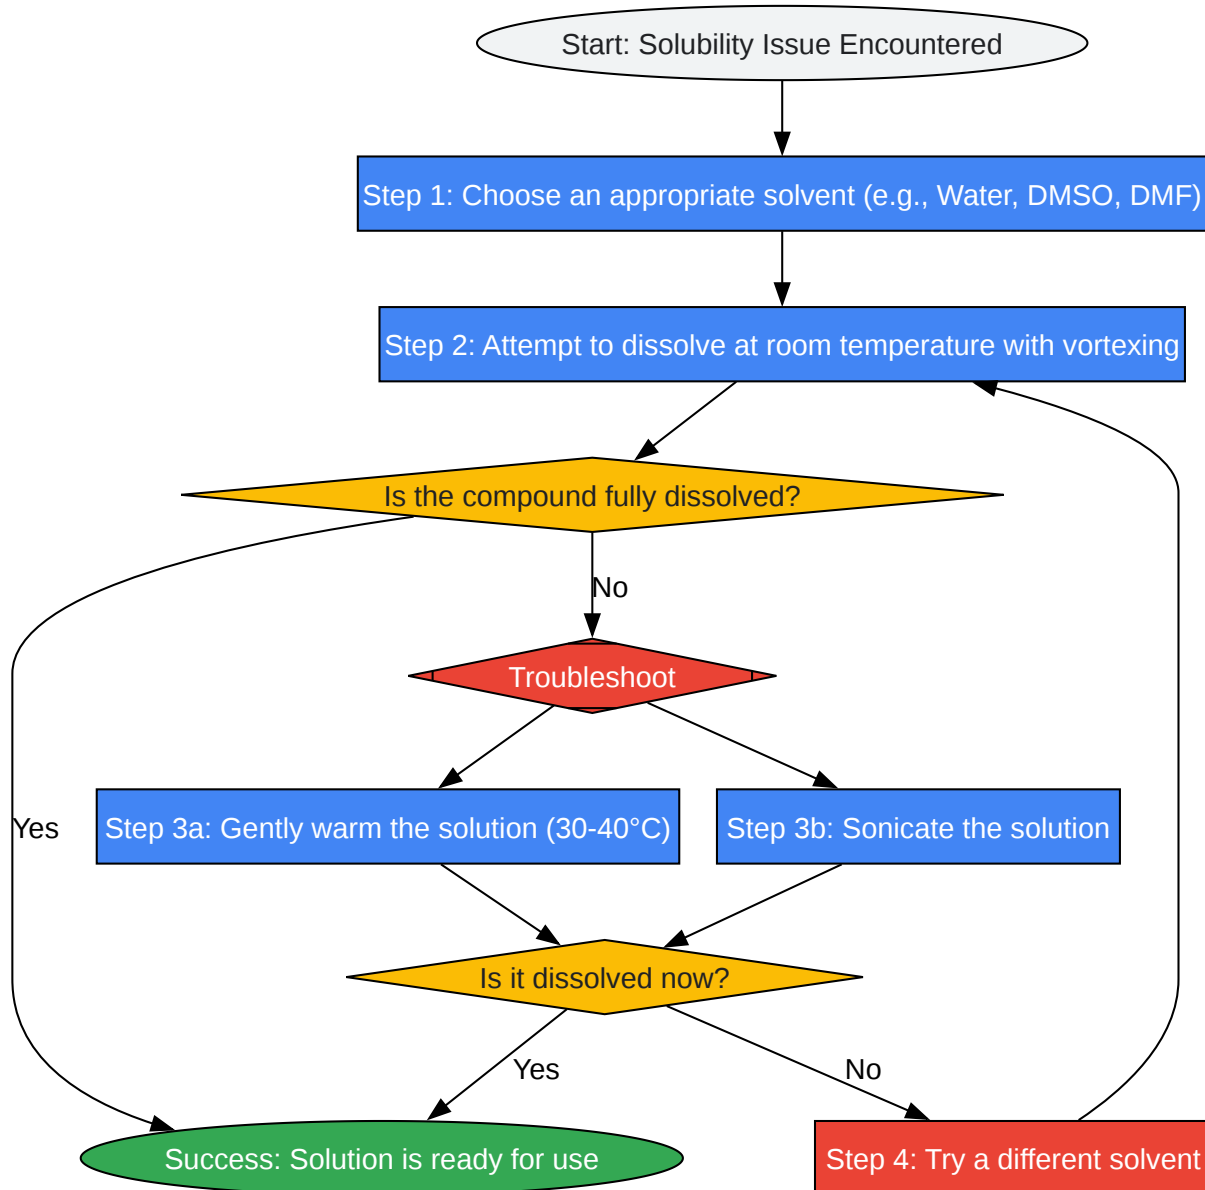 Start: Solubility Issue Encountered
Step 1: Choose an appropriate solvent (e.g., Water, DMSO, DMF)
Step 2: Attempt to dissolve at room temperature with vortexing
Is the compound fully dissolved?
No
Troubleshoot
Yes
Step 3a: Gently warm the solution (30-40°C)
Step 3b: Sonicate the solution
Is it dissolved now?
Yes
No
Success: Solution is ready for use
Step 4: Try a different solvent